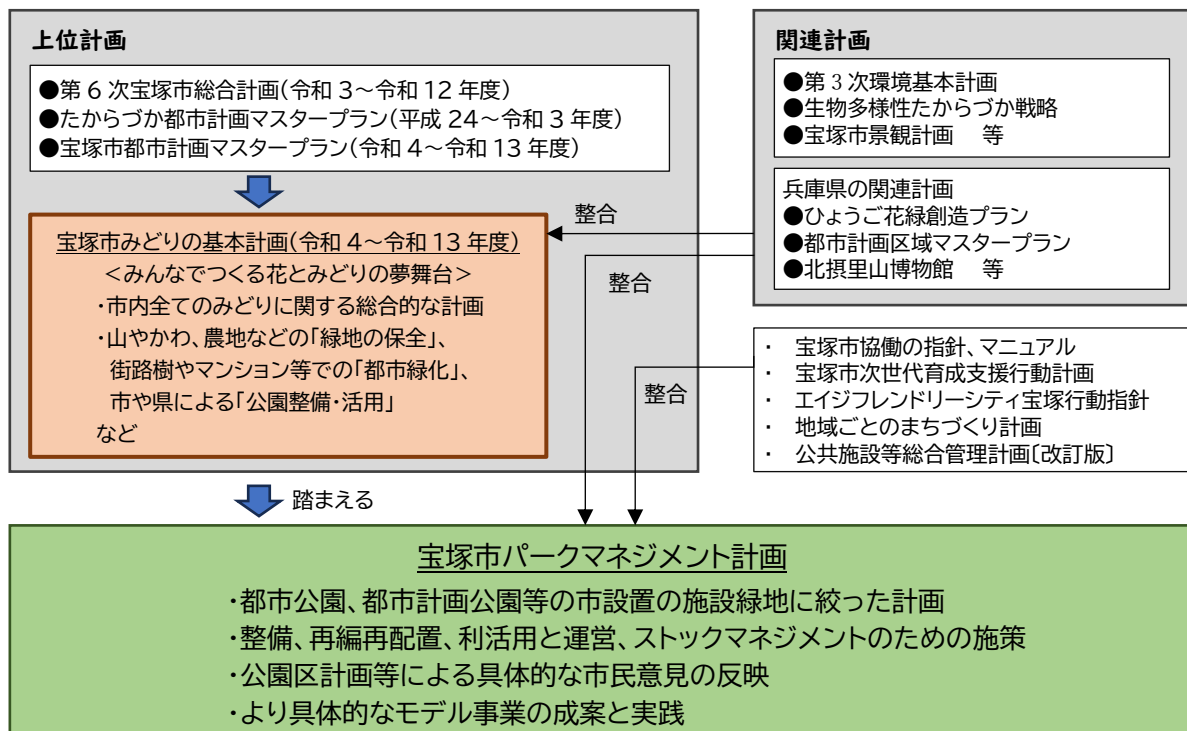 上位計画
●第6次宝塚市総合計画(令和3～令和12年度)
●たからづか都市計画マスタープラン(平成24～令和3年度)
●宝塚市都市計画マスタープラン(令和4～令和13年度)
宝塚市みどりの基本計画(令和4～令和13年度)
<みんなでつくる花とみどりの夢舞台>
・市内全てのみどりに関する総合的な計画
・山やかわ、農地などの「緑地の保全」、
街路樹やマンション等での「都市緑化」、
市や県による「公園整備・活用」
など
関連計画
●第3次環境基本計画
●生物多様性たからづか戦略
●宝塚市景観計画 等
兵庫県の関連計画
●ひょうご花緑創造プラン
●都市計画区域マスタープラン
●北摂里山博物館 等
整合
整合
・ 宝塚市協働の指針、マニュアル
・ 宝塚市次世代育成支援行動計画
・ エイジフレンドリーシティ宝塚行動指針
・ 地域ごとのまちづくり計画
・ 公共施設等総合管理計画〔改訂版〕
整合
踏まえる
宝塚市パークマネジメント計画
・都市公園、都市計画公園等の市設置の施設緑地に絞った計画
・整備、再編再配置、利活用と運営、ストックマネジメントのための施策
・公園区計画等による具体的な市民意見の反映
・より具体的なモデル事業の成案と実践